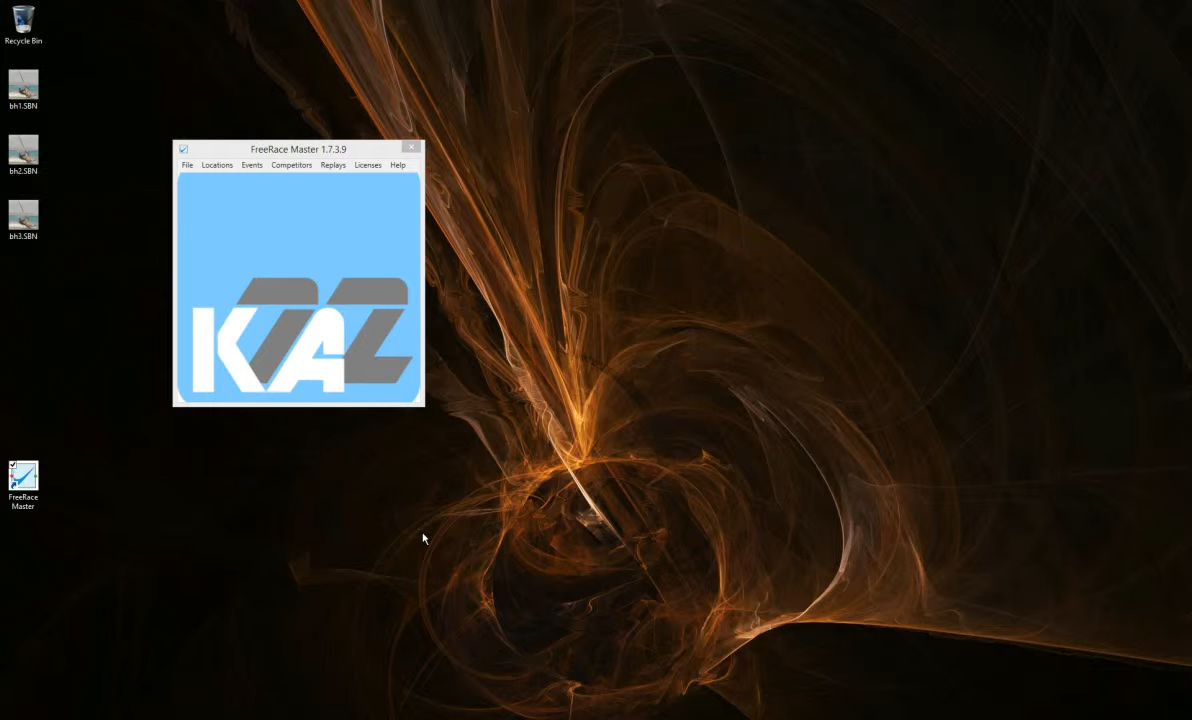 Recycle Bin
bh1.SBN
bh2.SBN
bh3.SBN
FreeRace
Master
FreeRace Master 1.7.3.9
File Locations Events Competitors Replays Licenses Help